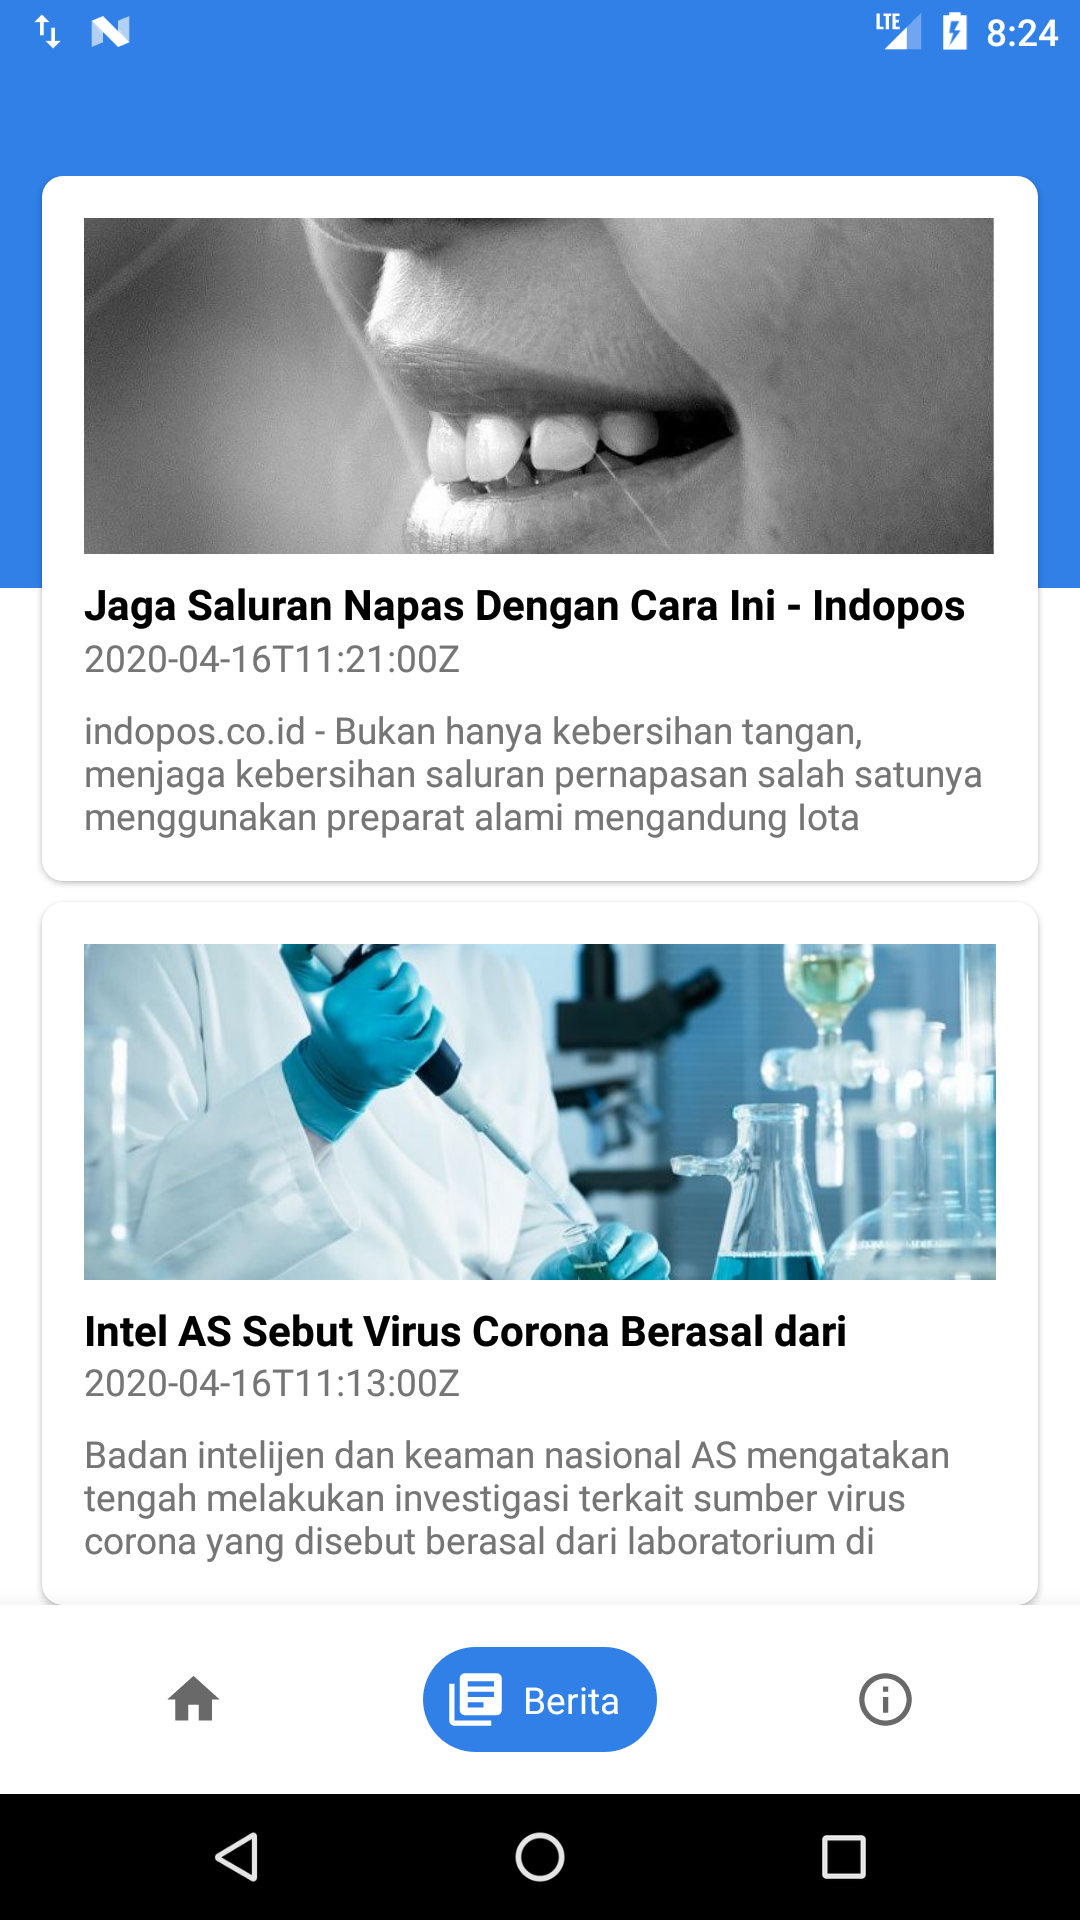 LTE 8:24
Jaga Saluran Napas Dengan Cara Ini - Indopos
2020-04-16T11:21:00Z
indopos.co.id - Bukan hanya kebersihan tangan,
menjaga kebersihan saluran pernapasan salah satunya
menggunakan preparat alami mengandung Iota
Intel AS Sebut Virus Corona Berasal dari
2020-04-16T11:13:00Z
Badan intelijen dan keaman nasional AS mengatakan
tengah melakukan investigasi terkait sumber virus
corona yang disebut berasal dari laboratorium di
Berita